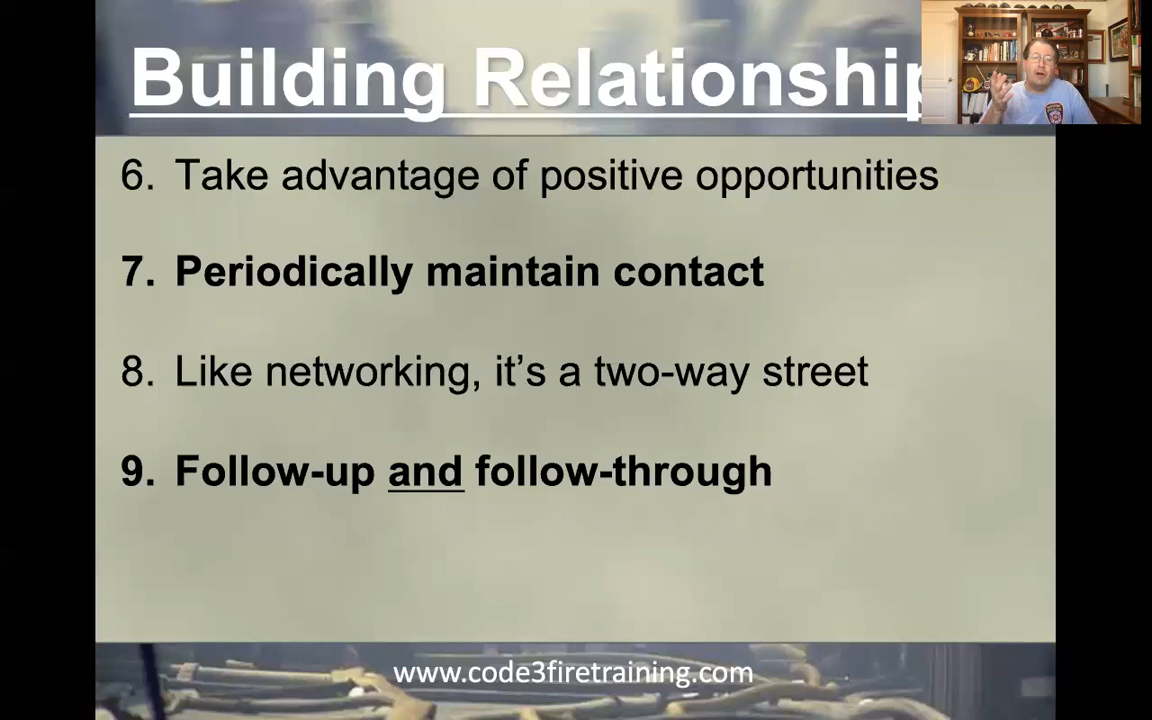 Building Relationship
6. Take advantage of positive opportunities
7. Periodically maintain contact
8. Like networking, it’s a two-way street
9. Follow-up and follow-through
www.code3firetraining.com